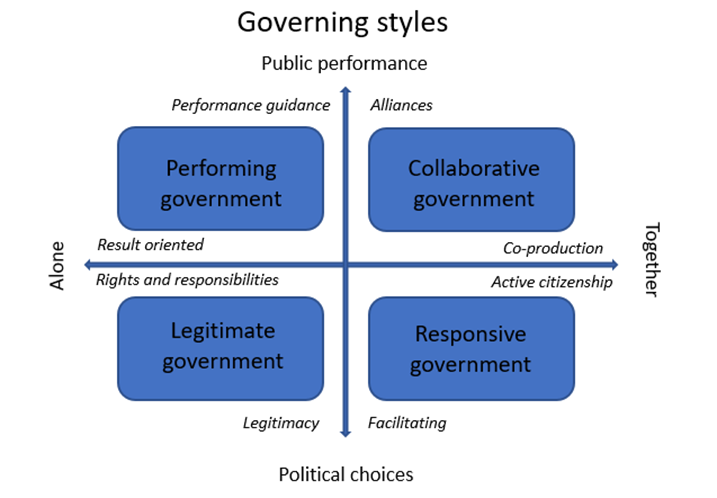 Governing styles
Public performance
Performance guidance
Alliances
Performing
government
Collaborative
government
Result oriented
Co-production
Alone
Together
Rights and responsibilities
Active citizenship
Legitimate
government
Responsive
government
Legitimacy
Facilitating
Political choices